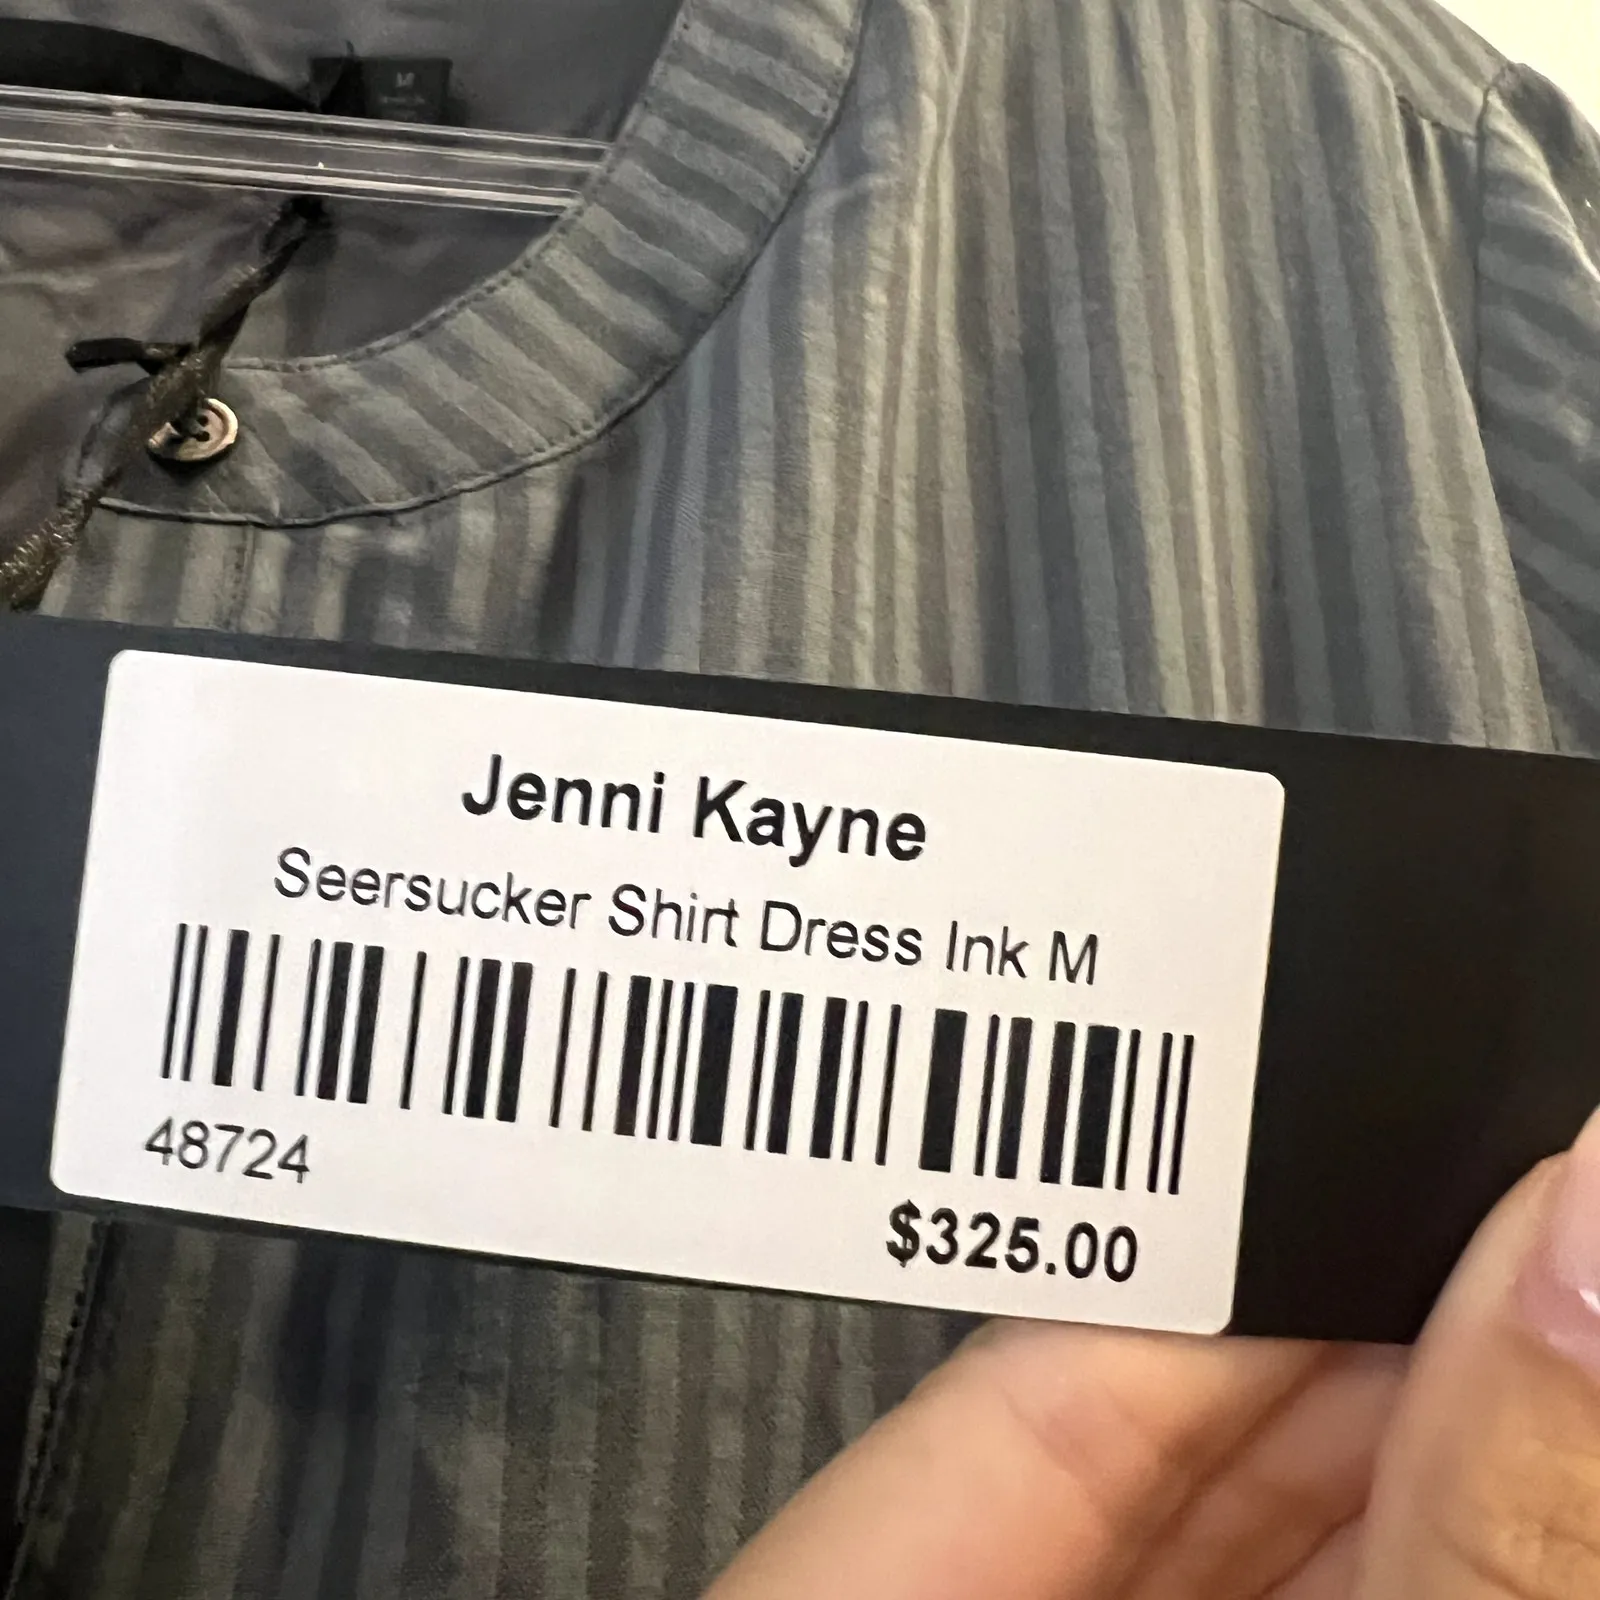 M
Jenni Kayne
Seersucker Shirt Dress Ink M
48724
$325.00